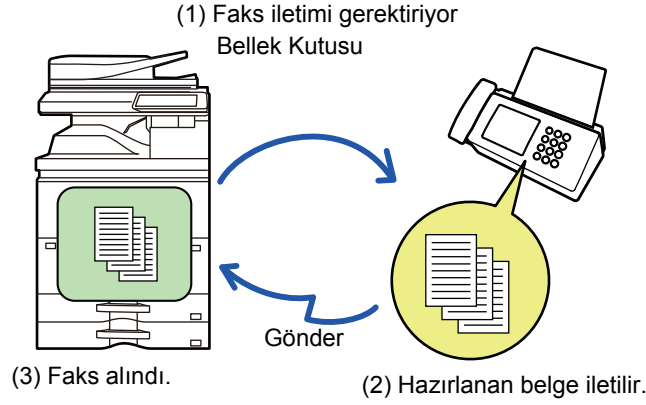 (1) Faks iletimi gerektiriyor
Bellek Kutusu
Gönder
(3) Faks alındı.
(2) Hazırlanan belge iletilir.